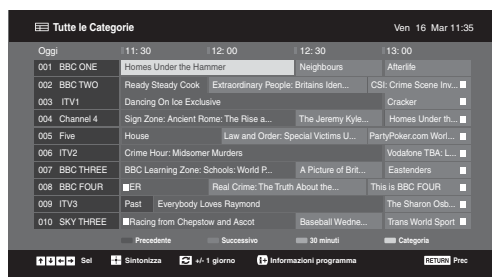 Tutte le Categorie
Ven 16 Mar 11:35
Oggi 11:30 12:00 12:30 13:00
001 BBC ONE Homes Under the Hammer Neighbours Afterlife
002 BBC TWO Ready Steady Cook Extraordinary People: Britains Iden... CSI: Crime Scene Inv...
003 ITV1 Dancing On Ice Exclusive Cracker
004 Channel 4 Sign Zone: Ancient Rome: The Rise a... The Jeremy Kyle... Homes Under th...
005 Five House Law and Order: Special Victims U... PartyPoker.com Worl...
006 ITV2 Crime Hour: Midsomer Murders Vodafone TBA: L...
007 BBC THREE BBC Learning Zone: Schools: World P... A Picture of Brit... Eastenders
008 BBC FOUR ER Real Crime: The Truth About the... This is BBC FOUR
009 ITV3 Past Everybody Loves Raymond The Sharon Osb...
010 SKY THREE Racing from Chepstow and Ascot Baseball Wedne... Trans World Sport
Precedente Successivo 30 minuti Categoria
Sel Sintonizza +/- 1 giorno i+ Informazioni programma RETURN Prec